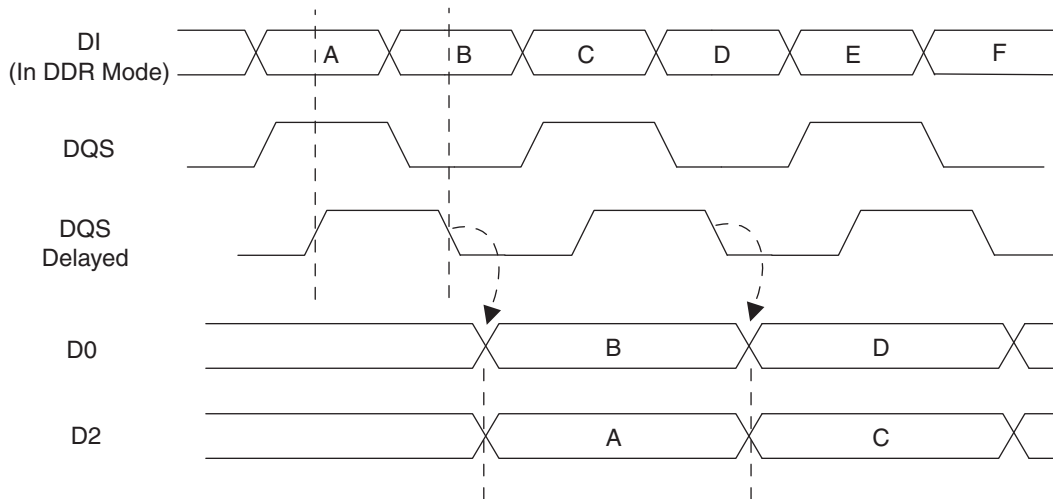 DI
(In DDR Mode)
A B C D E F
DQS
DQS
Delayed
D0
B D
D2
A C